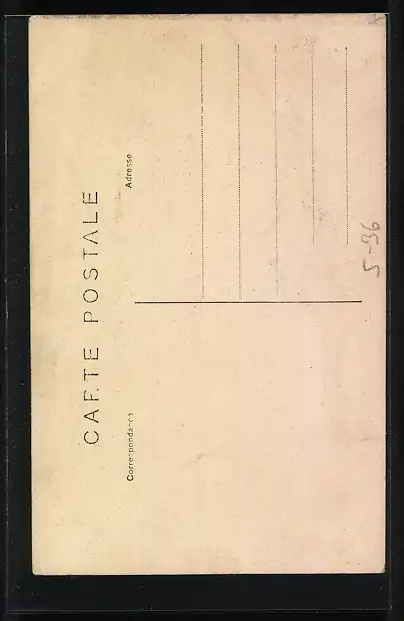 CARTE POSTALE
Correspondance
Adresse
5-36